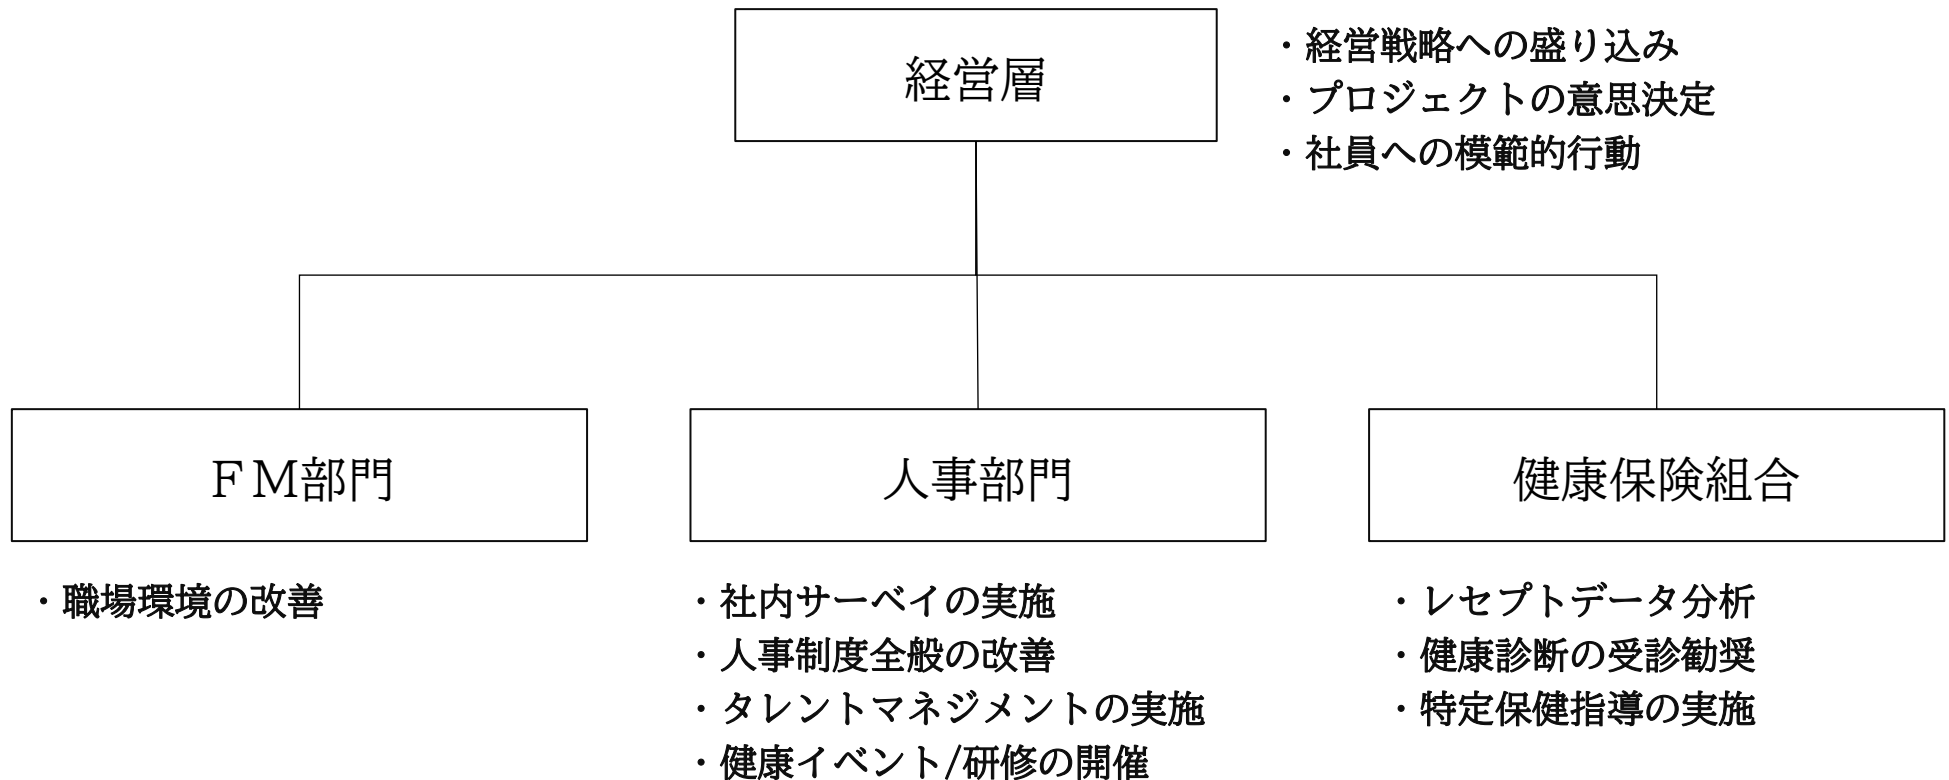 経営層
・経営戦略への盛り込み
・プロジェクトの意思決定
・社員への模範的行動
ＦＭ部門
・職場環境の改善
人事部門
・社内サーベイの実施
・人事制度全般の改善
・タレントマネジメントの実施
・健康イベント/研修の開催
健康保険組合
・レセプトデータ分析
・健康診断の受診勧奨
・特定保健指導の実施